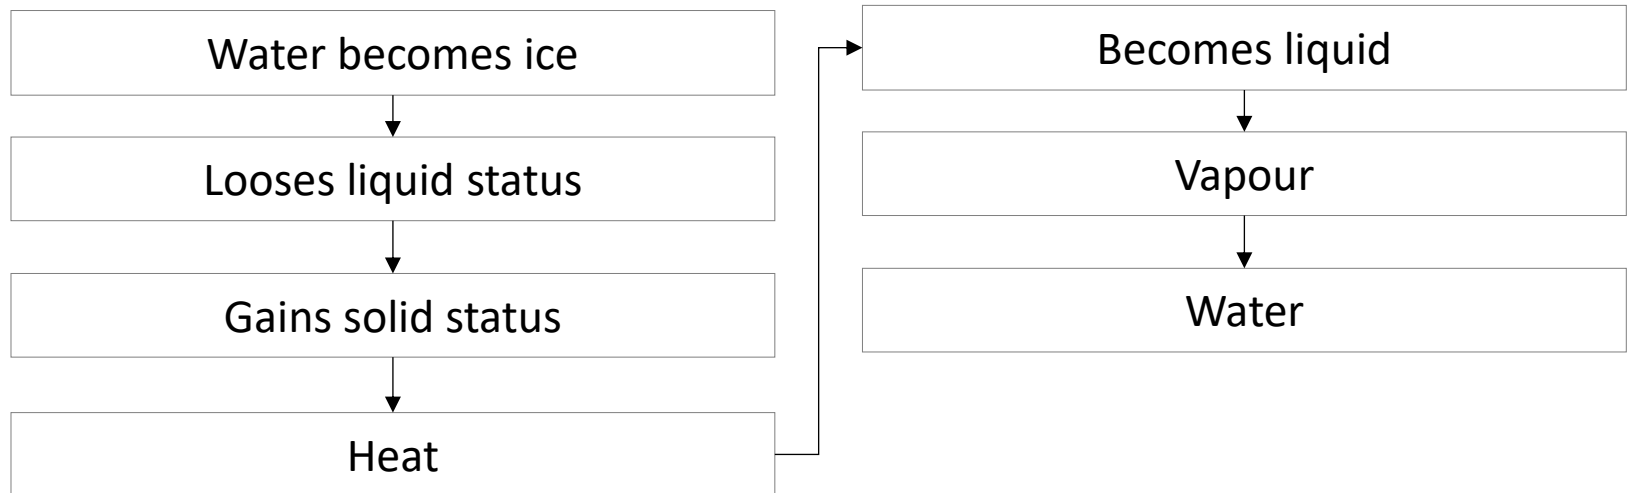 Water becomes ice
Looses liquid status
Gains solid status
Heat
Becomes liquid
Vapour
Water